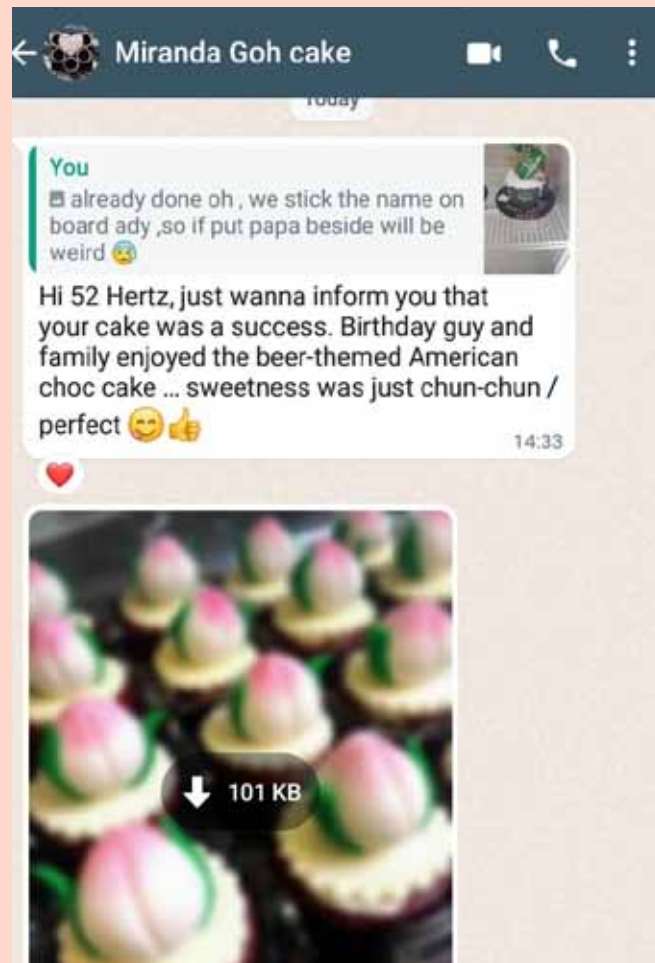 Miranda Goh cake
Today
You
already done oh , we stick the name on
board ady ,so if put papa beside will be
weird 😰
Hi 52 Hertz, just wanna inform you that
your cake was a success. Birthday guy and
family enjoyed the beer-themed American
choc cake ... sweetness was just chun-chun /
perfect 😋👍
14:33
101 KB